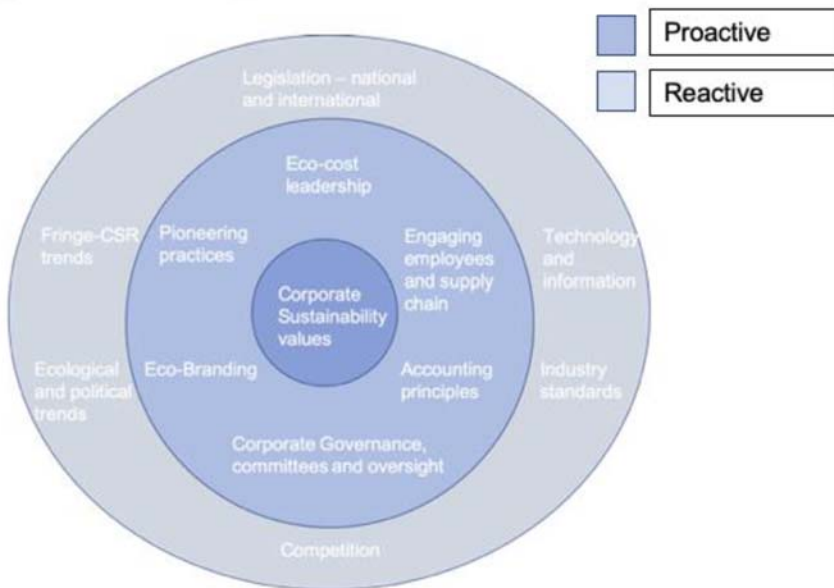 Proactive
Reactive
Legislation – national
and international
Eco-cost
leadership
Fringe-CSR
trends
Pioneering
practices
Engaging
employees
and supply
chain
Technology
and
information
Corporate
Sustainability
values
Ecological
and political
trends
Eco-Branding
Accounting
principles
Industry
standards
Corporate Governance,
committees and oversight
Competition